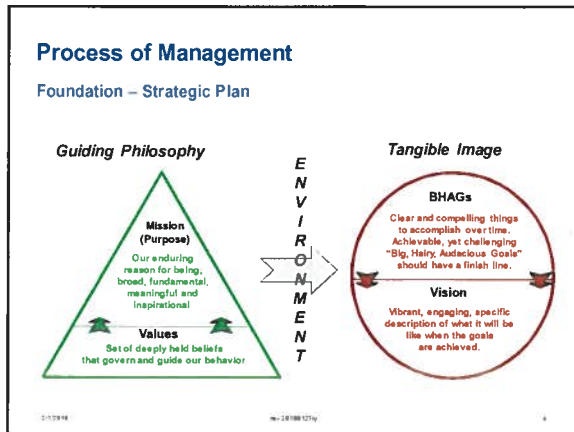 Process of Management
Foundation – Strategic Plan
Guiding Philosophy
Mission
(Purpose)
Our enduring
reason for being,
broad, fundamental,
meaningful and
inspirational
Values
Set of deeply held beliefs
that govern and guide our behavior
ENVIRONMENT
Tangible Image
BHAGs
Clear and compelling things
to accomplish over time.
Achievable, yet challenging
"Big, Hairy, Audacious Goals"
should have a finish line.
Vision
Vibrant, engaging, specific
description of what it will be
like when the goals
are achieved.